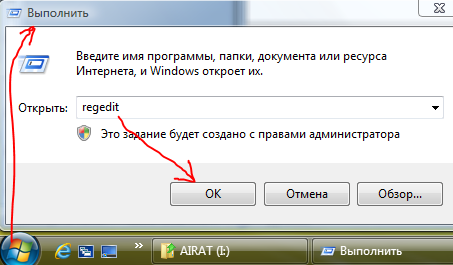 Выполнить
Введите имя программы, папки, документа или ресурса
Интернета, и Windows откроет их.
Открыть: regedit
Это задание будет создано с правами администратора
OK Отмена Обзор...
» AIRAT (I:) Выполнить